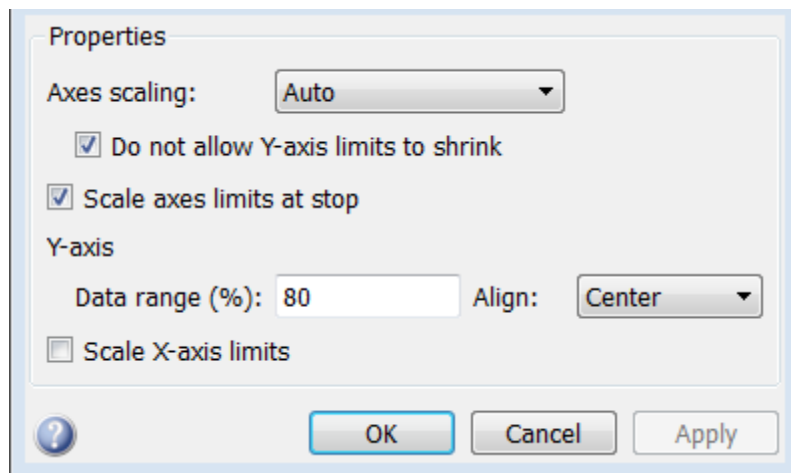 Properties
Axes scaling: Auto
Do not allow Y-axis limits to shrink
Scale axes limits at stop
Y-axis
Data range (%): 80 Align: Center
Scale X-axis limits
? OK Cancel Apply